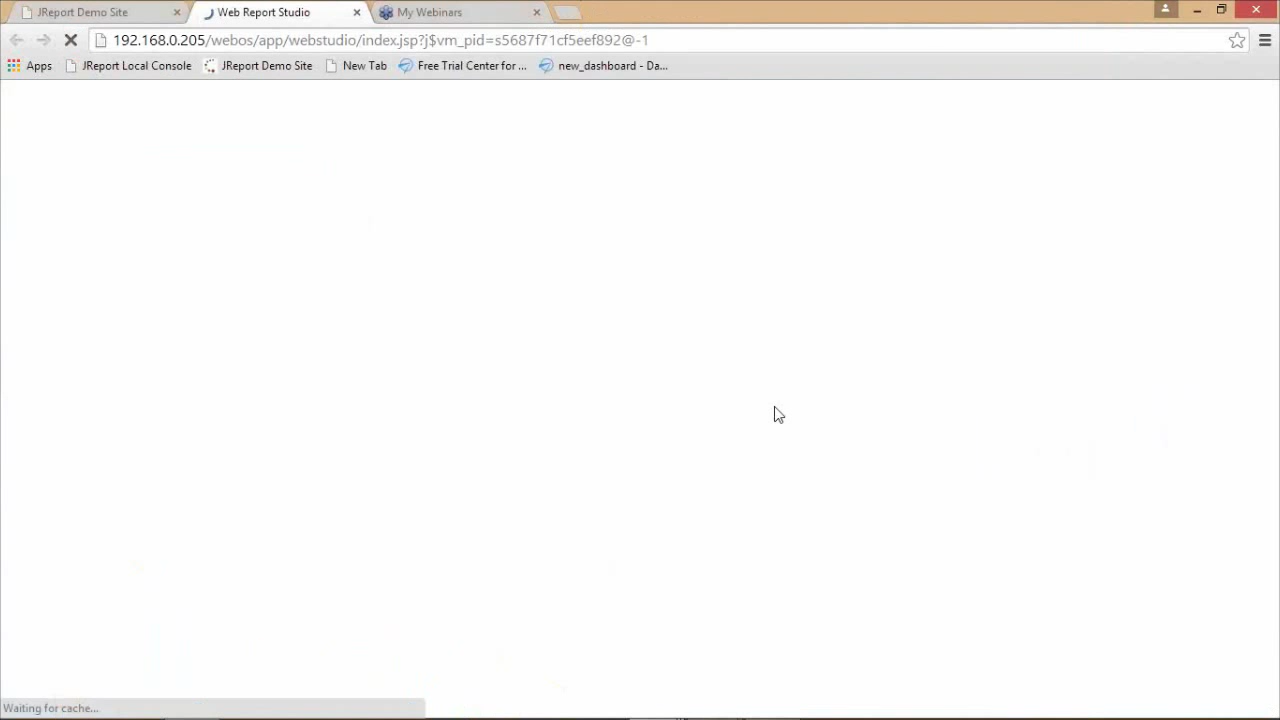 JReport Demo Site
Web Report Studio
My Webinars
192.168.0.205/webos/app/webstudio/index.jsp?j$vm_pid=s5687f71cf5eef892@-1
Apps
JReport Local Console
JReport Demo Site
New Tab
Free Trial Center for ...
new_dashboard - Da...
Waiting for cache...